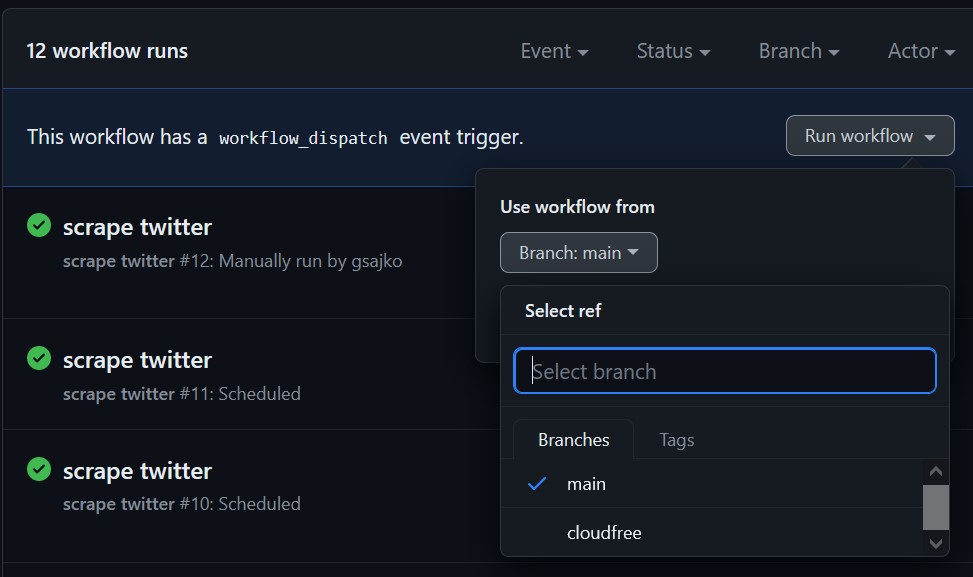 12 workflow runs Event Status Branch Actor
This workflow has a workflow_dispatch event trigger. Run workflow
Use workflow from
Branch: main
Select ref
Select branch
Branches Tags
main
cloudfree
scrape twitter
scrape twitter #12: Manually run by gsajko
scrape twitter
scrape twitter #11: Scheduled
scrape twitter
scrape twitter #10: Scheduled